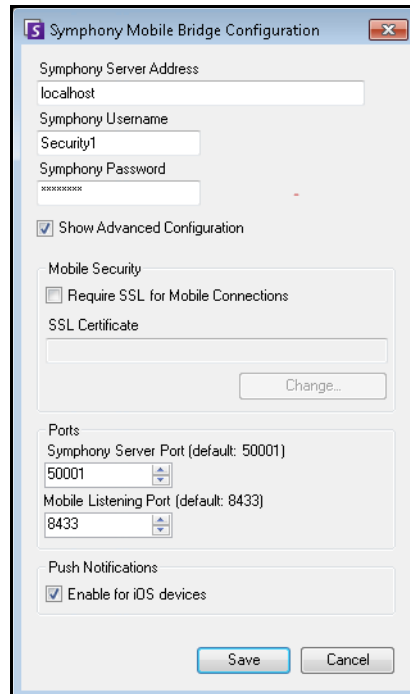 Symphony Mobile Bridge Configuration
Symphony Server Address
localhost
Symphony Username
Security1
Symphony Password
********
Show Advanced Configuration
Mobile Security
Require SSL for Mobile Connections
SSL Certificate
Change...
Ports
Symphony Server Port (default: 50001)
50001
Mobile Listening Port (default: 8433)
8433
Push Notifications
Enable for iOS devices
Save Cancel